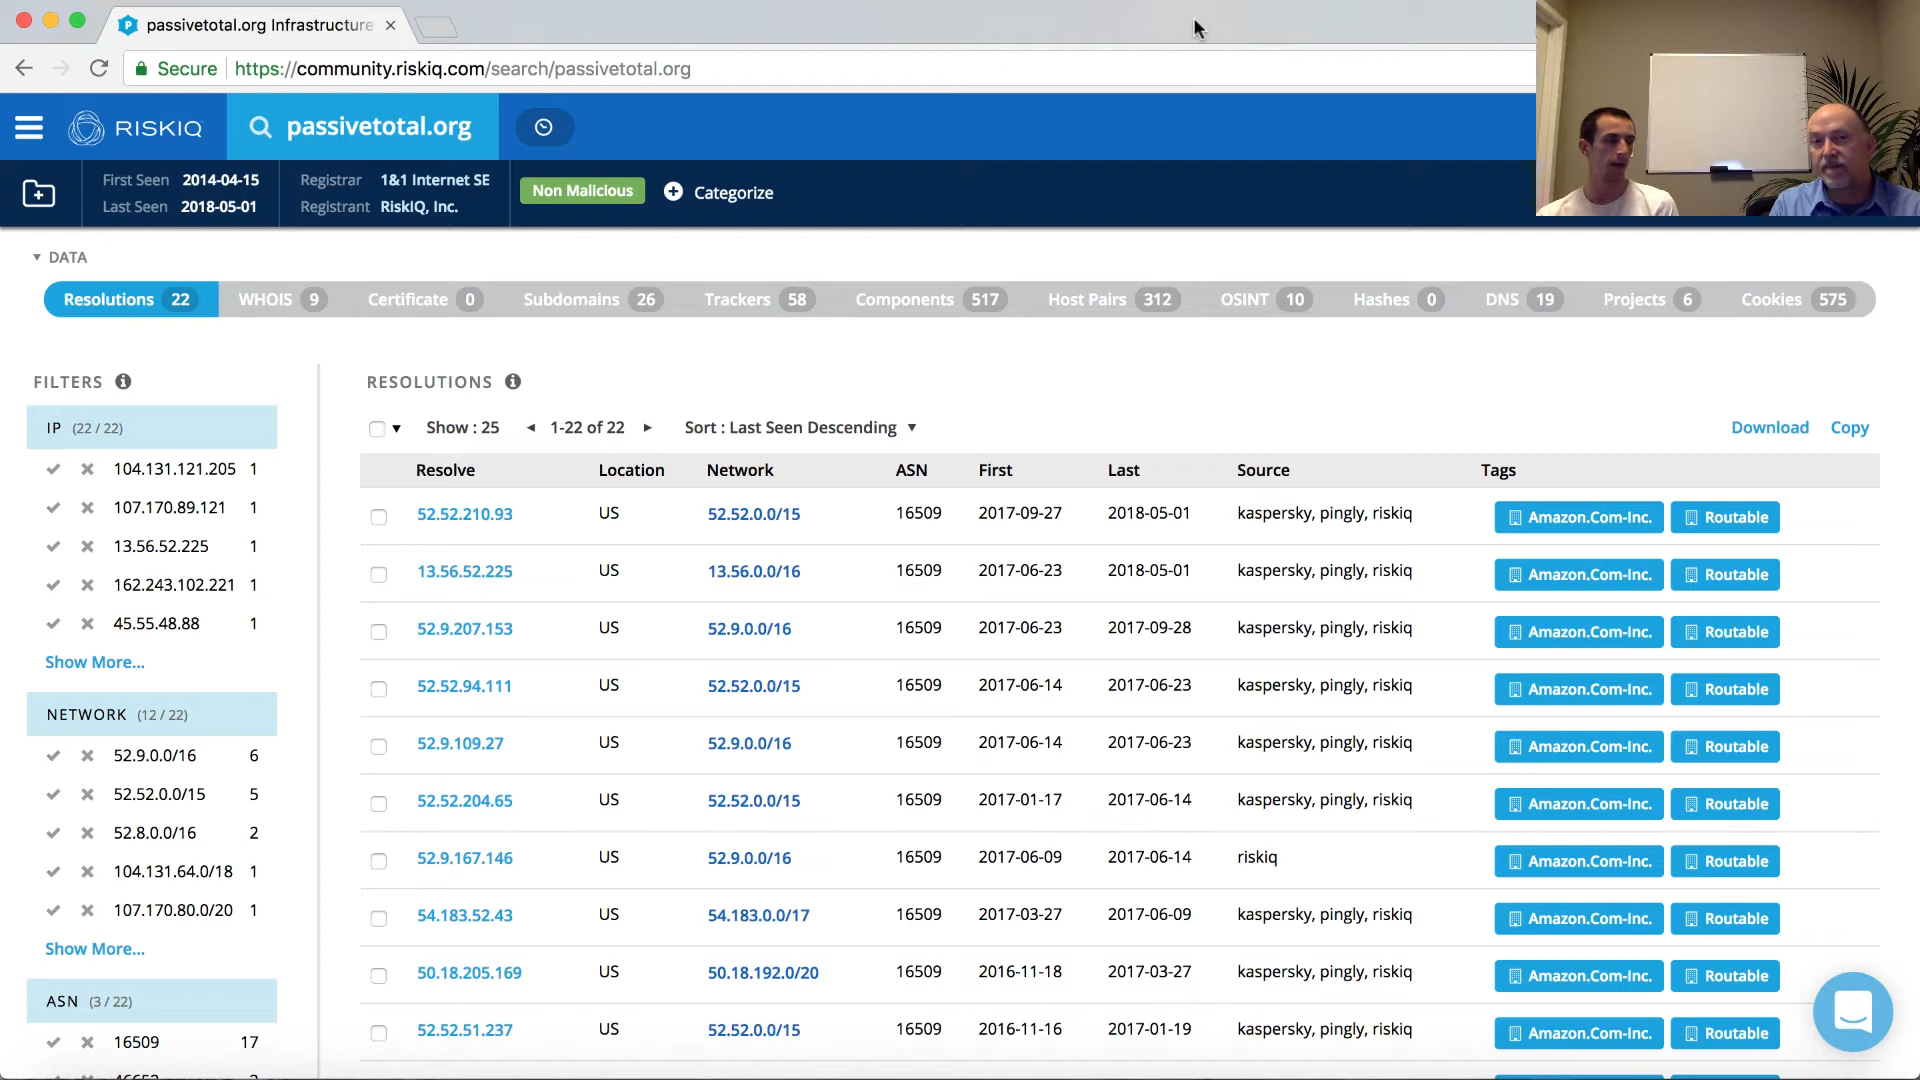 passivetotal.org Infrastructure
Secure https://community.riskiq.com/search/passivetotal.org
RISKIQ passivetotal.org
First Seen 2014-04-15 Registrar 1&1 Internet SE Non Malicious Categorize
Last Seen 2018-05-01 Registrant RiskIQ, Inc.
DATA
Resolutions 22 WHOIS 9 Certificate 0 Subdomains 26 Trackers 58 Components 517 Host Pairs 312 OSINT 10 Hashes 0 DNS 19 Projects 6 Cookies 575
FILTERS
IP (22 / 22)
104.131.121.205 1
107.170.89.121 1
13.56.52.225 1
162.243.102.221 1
45.55.48.88 1
Show More...
NETWORK (12 / 22)
52.9.0.0/16 6
52.52.0.0/15 5
52.8.0.0/16 2
104.131.64.0/18 1
107.170.80.0/20 1
Show More...
ASN (3 / 22)
16509 17
RESOLUTIONS
Show : 25 1-22 of 22 Sort : Last Seen Descending Download Copy
Resolve Location Network ASN First Last Source Tags
52.52.210.93 US 52.52.0.0/15 16509 2017-09-27 2018-05-01 kaspersky, pingly, riskiq Amazon.Com-Inc. Routable
13.56.52.225 US 13.56.0.0/16 16509 2017-06-23 2018-05-01 kaspersky, pingly, riskiq Amazon.Com-Inc. Routable
52.9.207.153 US 52.9.0.0/16 16509 2017-06-23 2017-09-28 kaspersky, pingly, riskiq Amazon.Com-Inc. Routable
52.52.94.111 US 52.52.0.0/15 16509 2017-06-14 2017-06-23 kaspersky, pingly, riskiq Amazon.Com-Inc. Routable
52.9.109.27 US 52.9.0.0/16 16509 2017-06-14 2017-06-23 kaspersky, pingly, riskiq Amazon.Com-Inc. Routable
52.52.204.65 US 52.52.0.0/15 16509 2017-01-17 2017-06-14 kaspersky, pingly, riskiq Amazon.Com-Inc. Routable
52.9.167.146 US 52.9.0.0/16 16509 2017-06-09 2017-06-14 riskiq Amazon.Com-Inc. Routable
54.183.52.43 US 54.183.0.0/17 16509 2017-03-27 2017-06-09 kaspersky, pingly, riskiq Amazon.Com-Inc. Routable
50.18.205.169 US 50.18.192.0/20 16509 2016-11-18 2017-03-27 kaspersky, pingly, riskiq Amazon.Com-Inc. Routable
52.52.51.237 US 52.52.0.0/15 16509 2016-11-16 2017-01-19 kaspersky, pingly, riskiq Amazon.Com-Inc. Routable